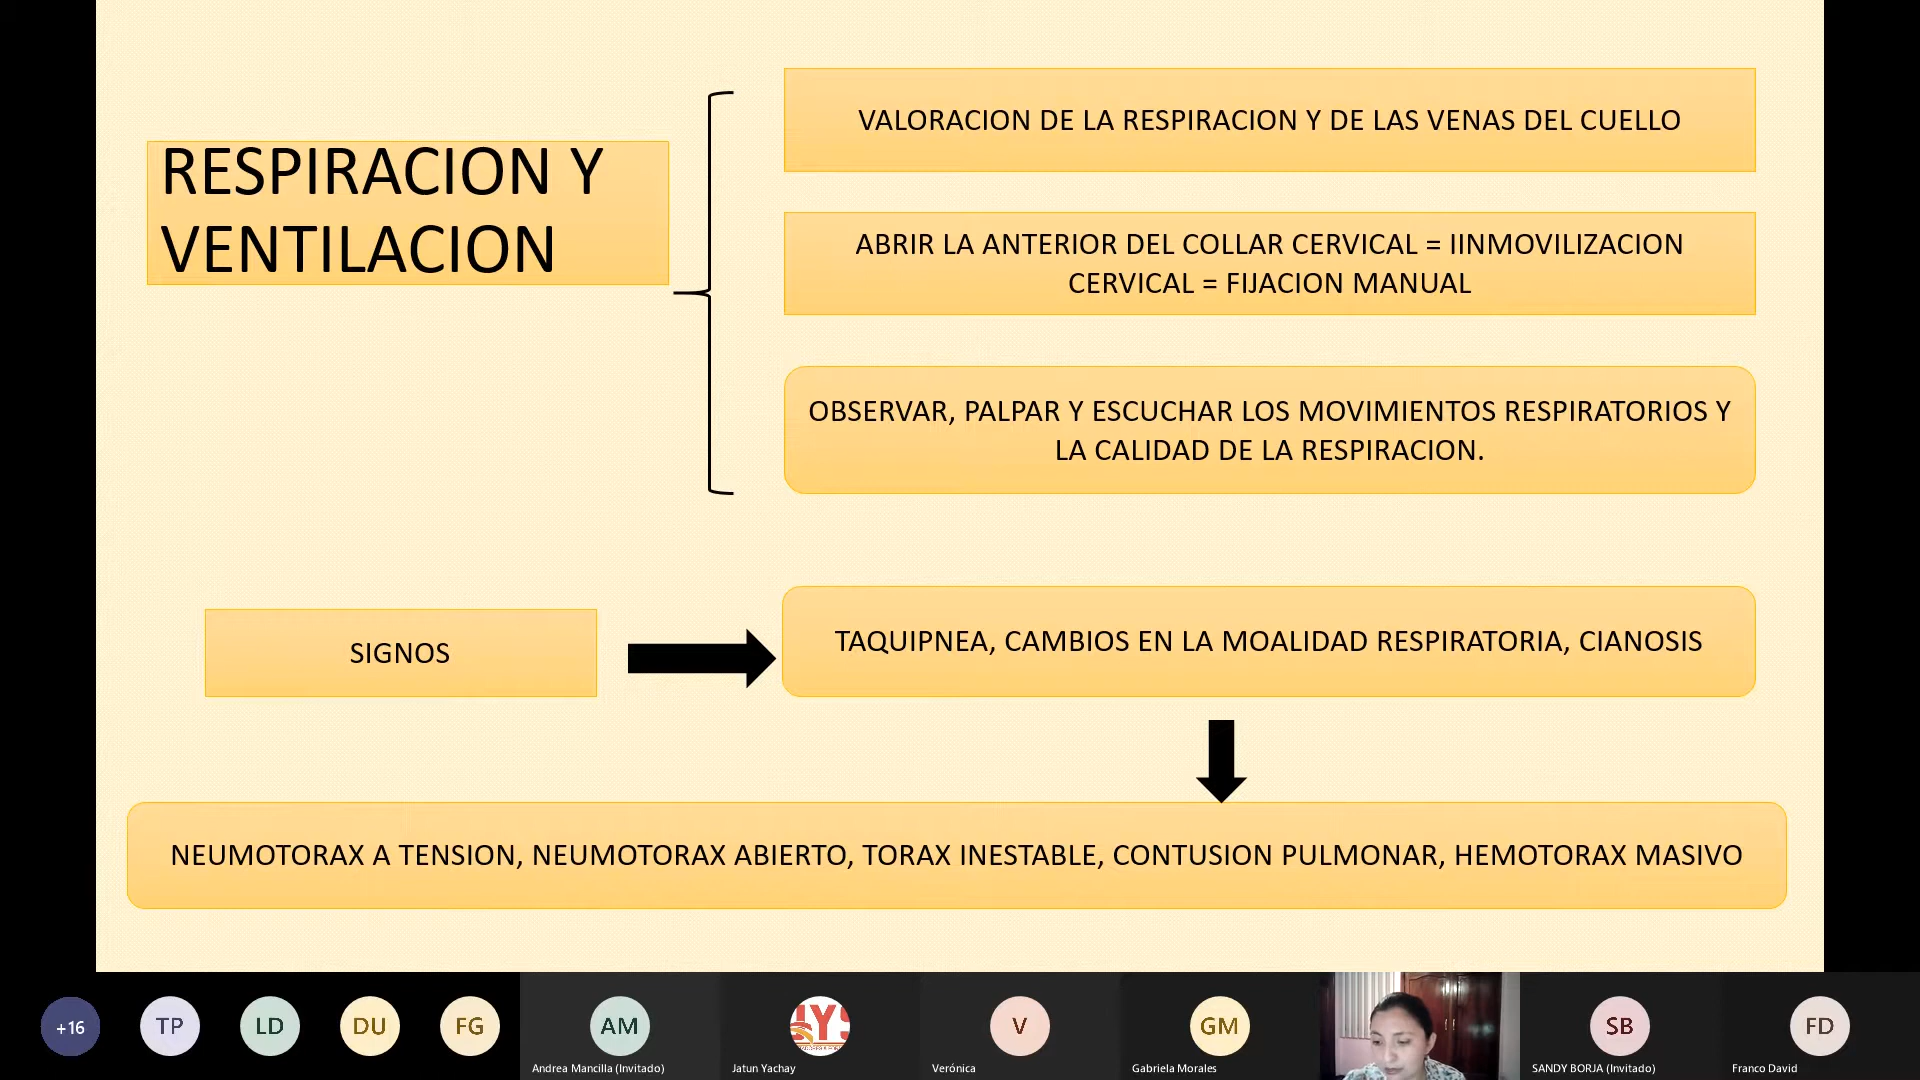 RESPIRACION Y
VENTILACION
VALORACION DE LA RESPIRACION Y DE LAS VENAS DEL CUELLO
ABRIR LA ANTERIOR DEL COLLAR CERVICAL = IINMOVILIZACION
CERVICAL = FIJACION MANUAL
OBSERVAR, PALPAR Y ESCUCHAR LOS MOVIMIENTOS RESPIRATORIOS Y
LA CALIDAD DE LA RESPIRACION.
SIGNOS
TAQUIPNEA, CAMBIOS EN LA MOALIDAD RESPIRATORIA, CIANOSIS
NEUMOTORAX A TENSION, NEUMOTORAX ABIERTO, TORAX INESTABLE, CONTUSION PULMONAR, HEMOTORAX MASIVO
+16
TP
LD
DU
FG
AM
V
GM
SB
FD
Andrea Mancilla (Invitado)
Jatun Yachay
Verónica
Gabriela Morales
SANDY BORJA (Invitado)
Franco David